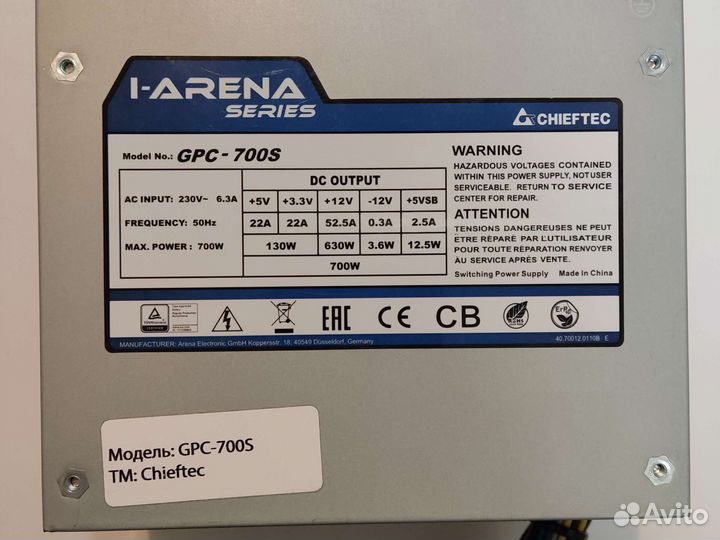 I-ARENA
SERIES
CHIEFTEC
Model No.: GPC - 700S
AC INPUT: 230V~ 6.3A
FREQUENCY: 50Hz
MAX. POWER : 700W
DC OUTPUT
+5V +3.3V +12V -12V +5VSB
22A 22A 52.5A 0.3A 2.5A
130W 630W 3.6W 12.5W
700W
WARNING
HAZARDOUS VOLTAGES CONTAINED
WITHIN THIS POWER SUPPLY, NOT USER
SERVICEABLE. RETURN TO SERVICE
CENTER FOR REPAIR.
ATTENTION
TENSIONS DANGEREUSES NE PEUT
ËTRE RÉPARÉ PAR L'UTILISATEUR
POUR TOUTE RÉPARATION RENVOYER
AU SERVICE APRÈS VENTE.
Switching Power Supply Made In China
EAC CE CB
RoHS
ErP
MANUFACTURER: Arena Electronic GmbH Koppersstr. 18, 40549 Düsseldorf, Germany
40.70012.0110B E
Модель: GPC-700S
TM: Chieftec
Avito